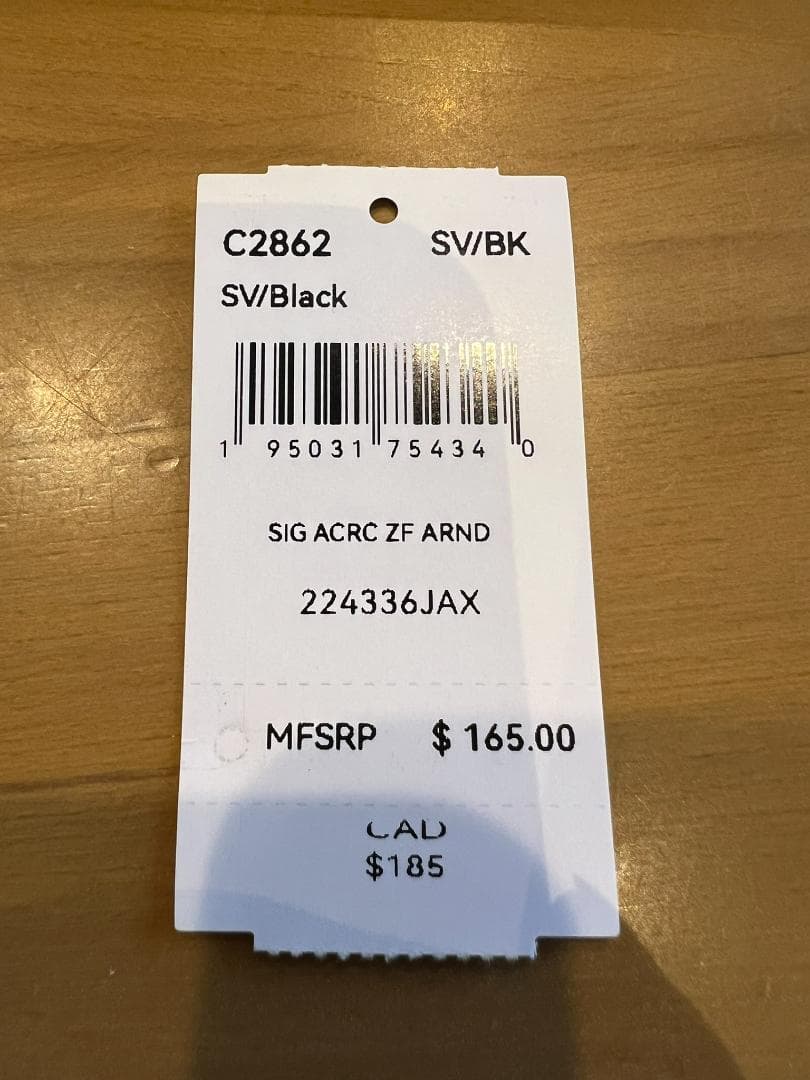 C2862 SV/BK
SV/Black
1 95031 75434 0
SIG ACRC ZF ARND
224336JAX
MFSRP $ 165.00
CAD
$185